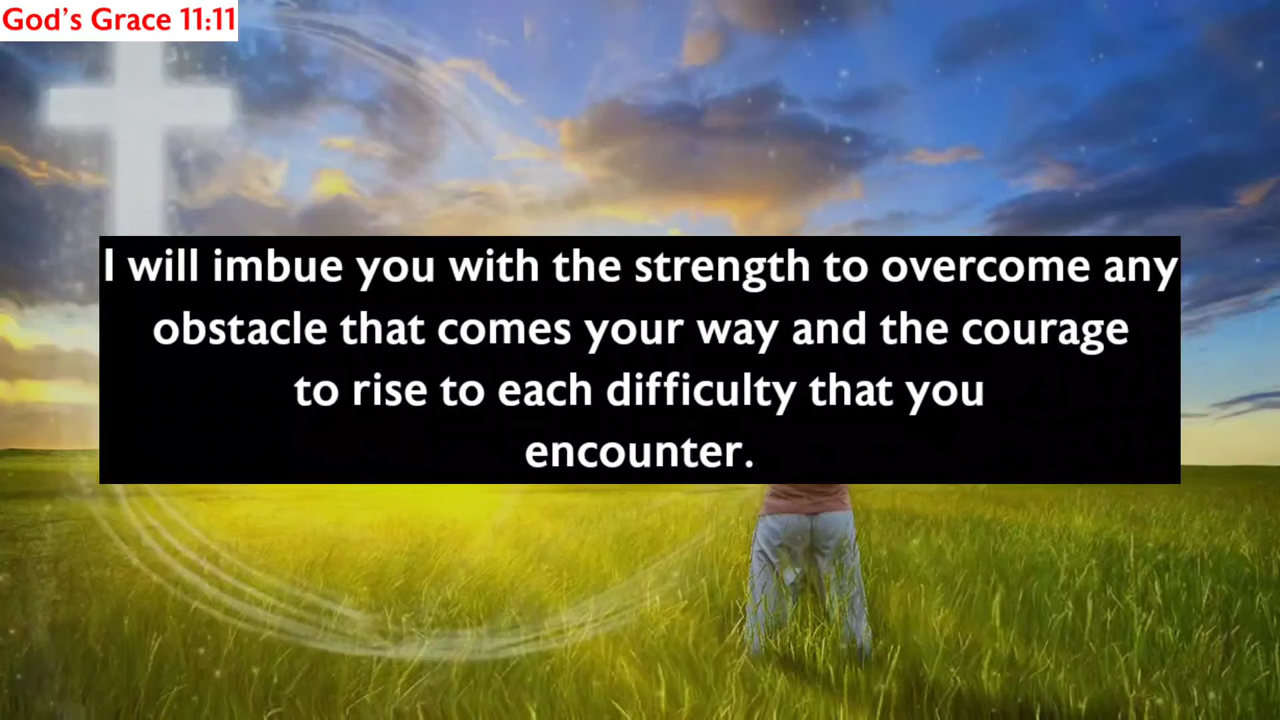 God's Grace 11:11
I will imbue you with the strength to overcome any
obstacle that comes your way and the courage
to rise to each difficulty that you
encounter.